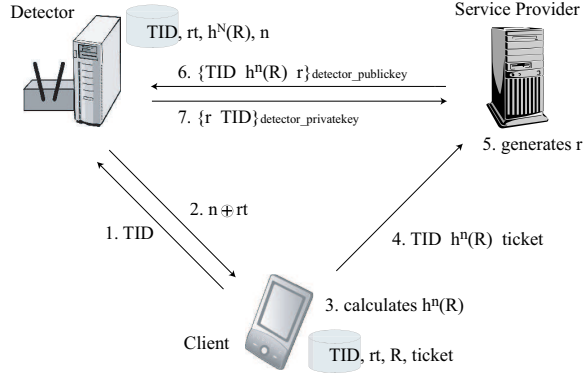 Detector
Service Provider
TID, rt, hᴺ(R), n
6. {TID hⁿ(R) r}detector_publickey
7. {r TID}detector_privatekey
5. generates r
2. n⊕rt
1. TID
4. TID hⁿ(R) ticket
3. calculates hⁿ(R)
Client
TID, rt, R, ticket